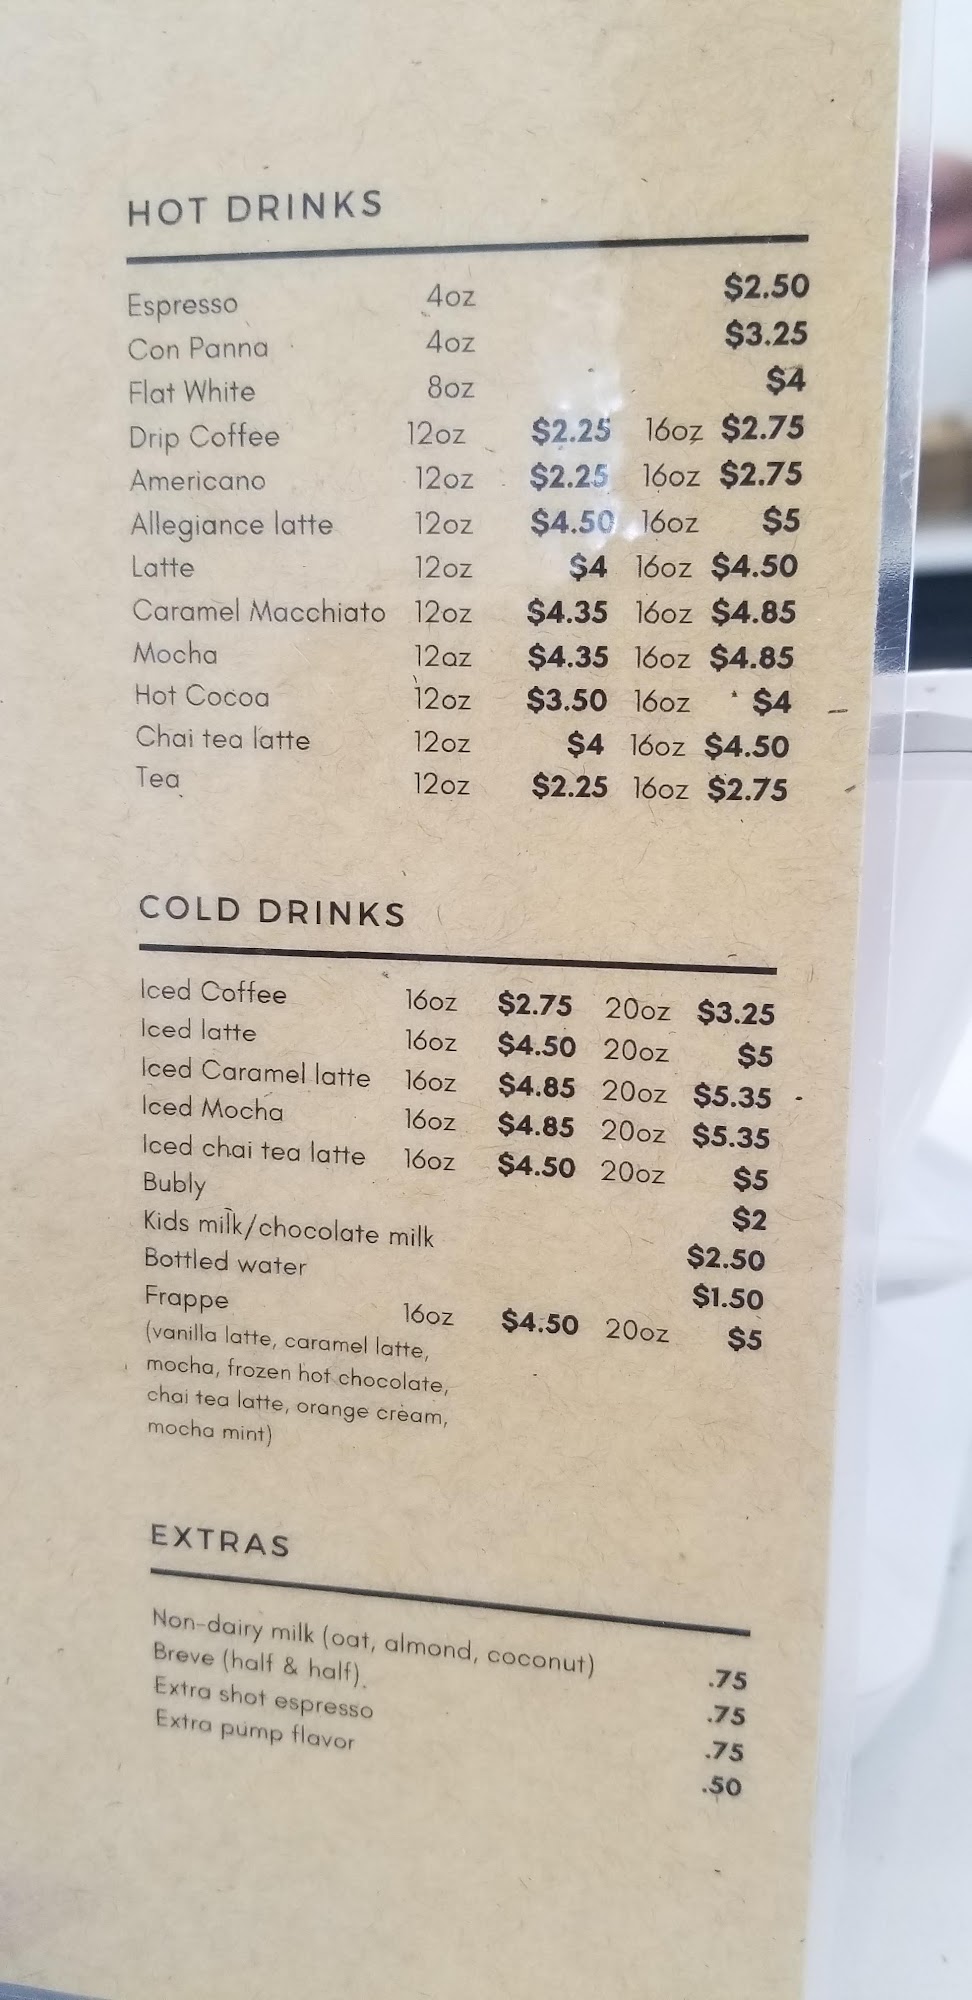 HOT DRINKS
Espresso 4oz $2.50
Con Panna 4oz $3.25
Flat White 8oz $4
Drip Coffee 12oz $2.25 16oz $2.75
Americano 12oz $2.25 16oz $2.75
Allegiance latte 12oz $4.50 16oz $5
Latte 12oz $4 16oz $4.50
Caramel Macchiato 12oz $4.35 16oz $4.85
Mocha 12oz $4.35 16oz $4.85
Hot Cocoa 12oz $3.50 16oz $4
Chai tea latte 12oz $4 16oz $4.50
Tea 12oz $2.25 16oz $2.75
COLD DRINKS
Iced Coffee 16oz $2.75 20oz $3.25
Iced latte 16oz $4.50 20oz $5
Iced Caramel latte 16oz $4.85 20oz $5.35
Iced Mocha 16oz $4.85 20oz $5.35
Iced chai tea latte 16oz $4.50 20oz $5
Bubly $2
Kids milk/chocolate milk $2.50
Bottled water $1.50
Frappe 16oz $4.50 20oz $5
(vanilla latte, caramel latte,
mocha, frozen hot chocolate,
chai tea latte, orange cream,
mocha mint)
EXTRAS
Non-dairy milk (oat, almond, coconut) .75
Breve (half & half) .75
Extra shot espresso .75
Extra pump flavor .50